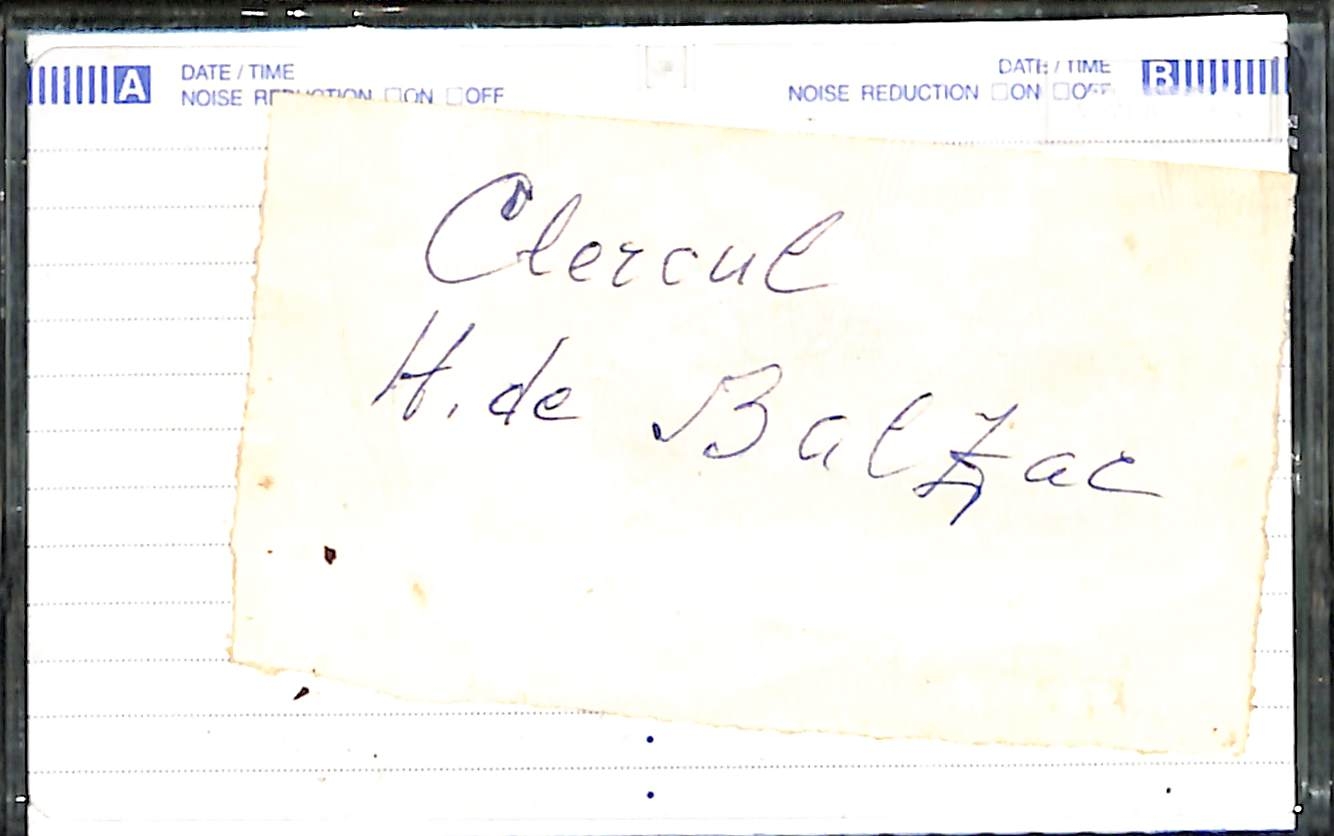 A DATE / TIME
NOISE REDUCTION ☐ON ☐OFF
DATE / TIME B
NOISE REDUCTION ☐ON ☐OFF
Clercul
H. de Balzac